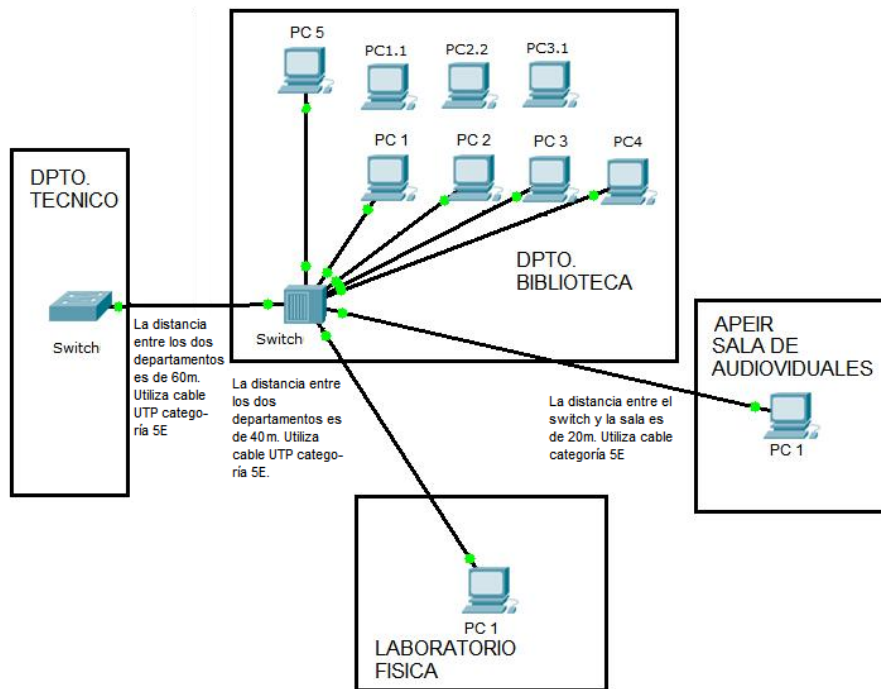 PC 5
PC1.1
PC2.2
PC3.1
PC 1
PC 2
PC 3
PC4
DPTO.
BIBLIOTECA
Switch
DPTO.
TECNICO
Switch
La distancia
entre los dos
departamentos
es de 60m.
Utiliza cable
UTP catego-
ría 5E
La distancia entre
los dos
departamentos es
de 40m. Utiliza
cable UTP catego-
ría 5E.
La distancia entre el
switch y la sala es
de 20m. Utiliza cable
categoría 5E
APEIR
SALA DE
AUDIOVIDUALES
PC 1
PC 1
LABORATORIO
FISICA